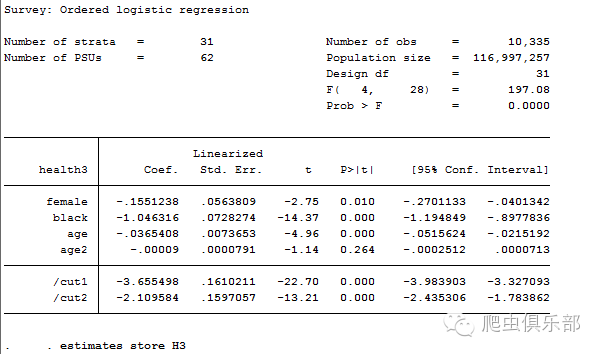 Survey: Ordered logistic regression
Number of strata = 31 Number of obs = 10,335
Number of PSUs = 62 Population size = 116,997,257
Design df = 31
F( 4, 28) = 197.08
Prob > F = 0.0000
Linearized
health3 Coef. Std. Err. t P>|t| [95% Conf. Interval]
female -.1551238 .0563809 -2.75 0.010 -.2701133 -.0401342
black -1.046316 .0728274 -14.37 0.000 -1.194849 -.8977836
age -.0365408 .0073653 -4.96 0.000 -.0515624 -.0215192
age2 -.00009 .0000791 -1.14 0.264 -.0002512 .0000713
/cut1 -3.655498 .1610211 -22.70 0.000 -3.983903 -3.327093
/cut2 -2.109584 .1597057 -13.21 0.000 -2.435306 -1.783862
. . estimates store H3
爬虫俱乐部